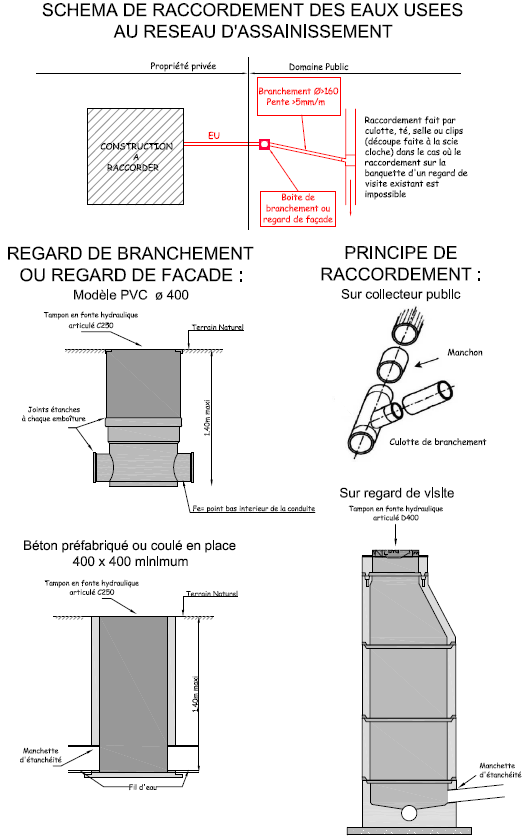 SCHEMA DE RACCORDEMENT DES EAUX USEES
AU RESEAU D'ASSAINISSEMENT
Propriété privée
Domaine Public
Branchement Ø>160
Pente >5mm/m
EU
CONSTRUCTION
A
RACCORDER
Raccordement fait par
culotte, té, selle ou clips
(découpe faite à la scie
cloche) dans le cas où le
raccordement sur la
banquette d'un regard de
visite existant est
impossible
Boite de
branchement ou
regard de façade
REGARD DE BRANCHEMENT
OU REGARD DE FACADE :
Modèle PVC ø 400
Tampon en fonte hydraulique
articulé C250
Terrain Naturel
Joints étanches
à chaque emboîture
1.40m maxi
Fe= point bas interieur de la conduite
Béton préfabriqué ou coulé en place
400 x 400 minimum
Tampon en fonte hydraulique
articulé C250
Terrain Naturel
1.40m maxi
Manchette
d'étanchéité
Fil d'eau
PRINCIPE DE
RACCORDEMENT :
Sur collecteur public
Manchon
Culotte de branchement
Sur regard de visite
Tampon en fonte hydraulique
articulé D400
Manchette
d'étanchéité